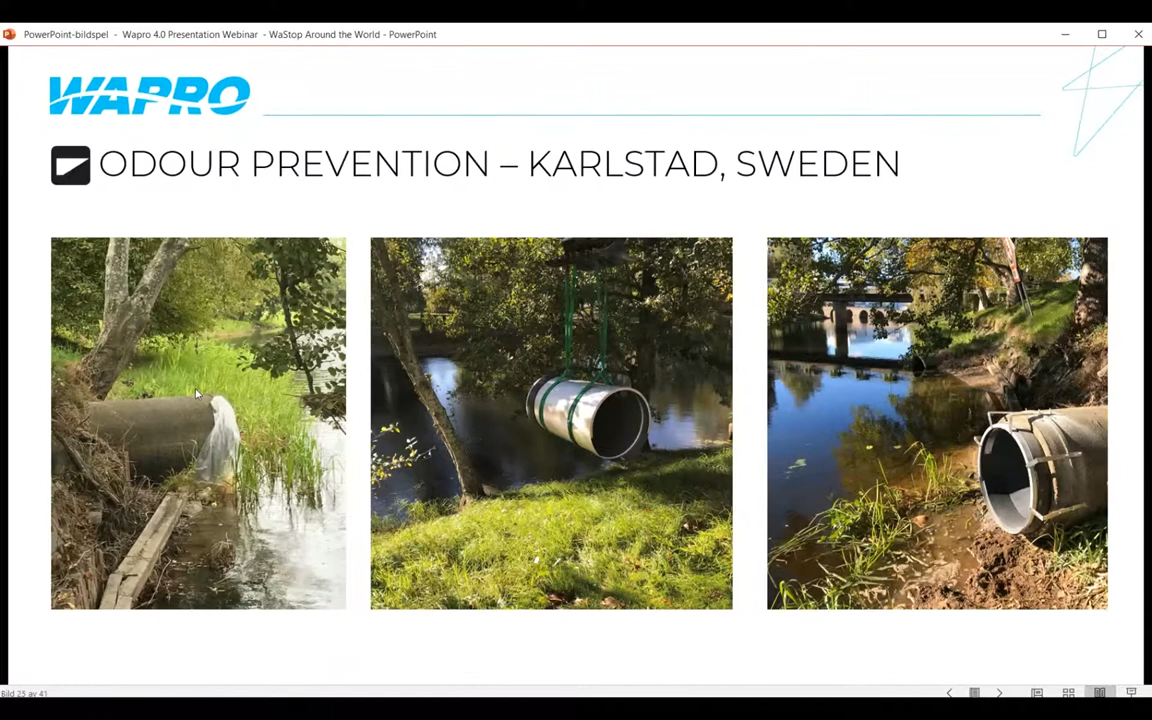 PowerPoint-bildspel - Wapro 4.0 Presentation Webinar - WaStop Around the World - PowerPoint
WAPRO
ODOUR PREVENTION – KARLSTAD, SWEDEN
Bild 25 av 41